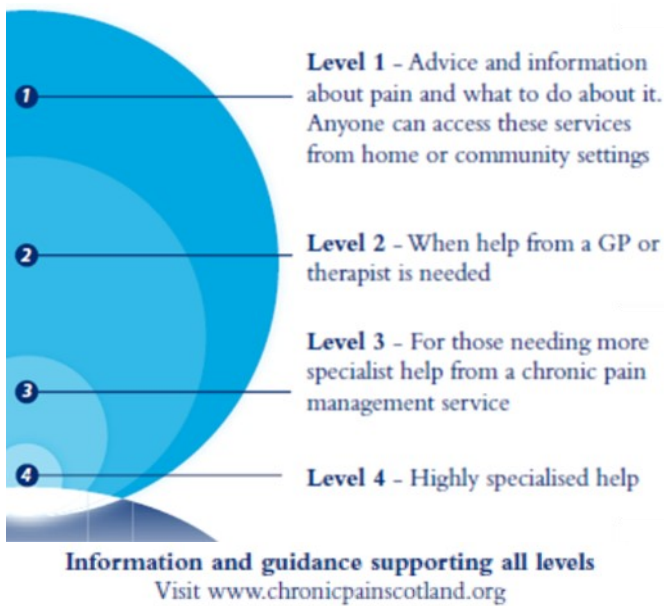 1
Level 1 - Advice and information
about pain and what to do about it.
Anyone can access these services
from home or community settings
2
Level 2 - When help from a GP or
therapist is needed
3
Level 3 - For those needing more
specialist help from a chronic pain
management service
4
Level 4 - Highly specialised help
Information and guidance supporting all levels
Visit www.chronicpainscotland.org